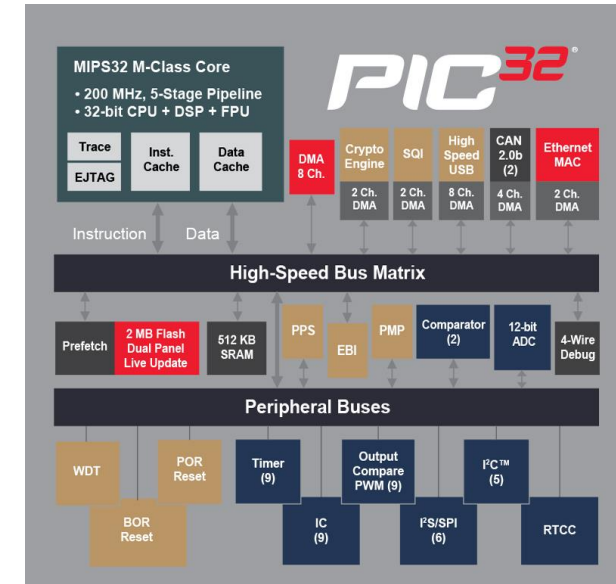 MIPS32 M-Class Core
• 200 MHz, 5-Stage Pipeline
• 32-bit CPU + DSP + FPU
Trace
EJTAG
Inst.
Cache
Data
Cache
PIC32®
DMA
8 Ch.
Crypto
Engine
2 Ch.
DMA
SQI
2 Ch.
DMA
High
Speed
USB
8 Ch.
DMA
CAN
2.0b
(2)
4 Ch.
DMA
Ethernet
MAC
2 Ch.
DMA
Instruction
Data
High-Speed Bus Matrix
Prefetch
2 MB Flash
Dual Panel
Live Update
512 KB
SRAM
PPS
EBI
PMP
Comparator
(2)
12-bit
ADC
4-Wire
Debug
Peripheral Buses
WDT
BOR
Reset
POR
Reset
Timer
(9)
IC
(9)
Output
Compare
PWM (9)
I²S/SPI
(6)
I²C™
(5)
RTCC